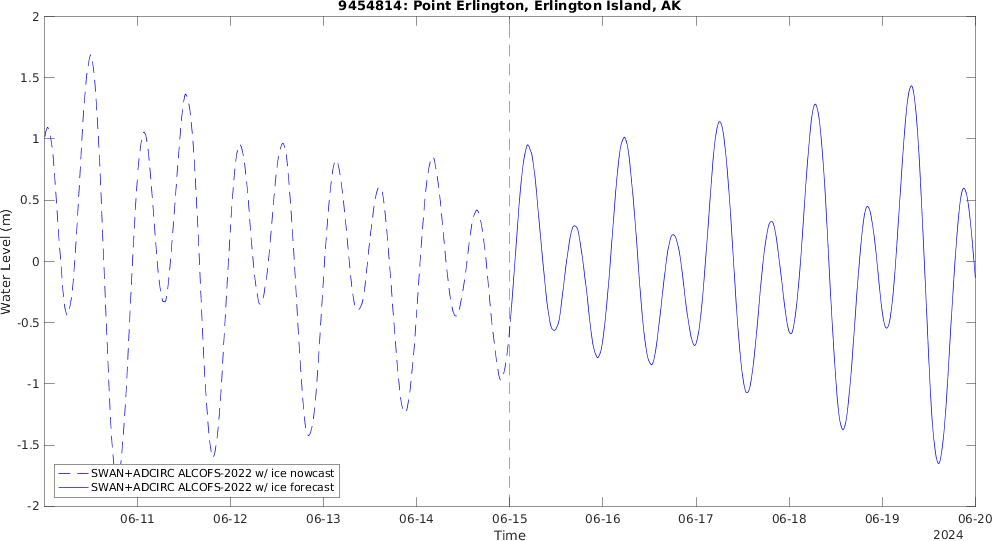 9454814: Point Erlington, Erlington Island, AK
2
1.5
1
0.5
0
-0.5
-1
-1.5
-2
Water Level (m)
SWAN+ADCIRC ALCOFS-2022 w/ ice nowcast
SWAN+ADCIRC ALCOFS-2022 w/ ice forecast
06-11 06-12 06-13 06-14 06-15 06-16 06-17 06-18 06-19 06-20
Time
2024